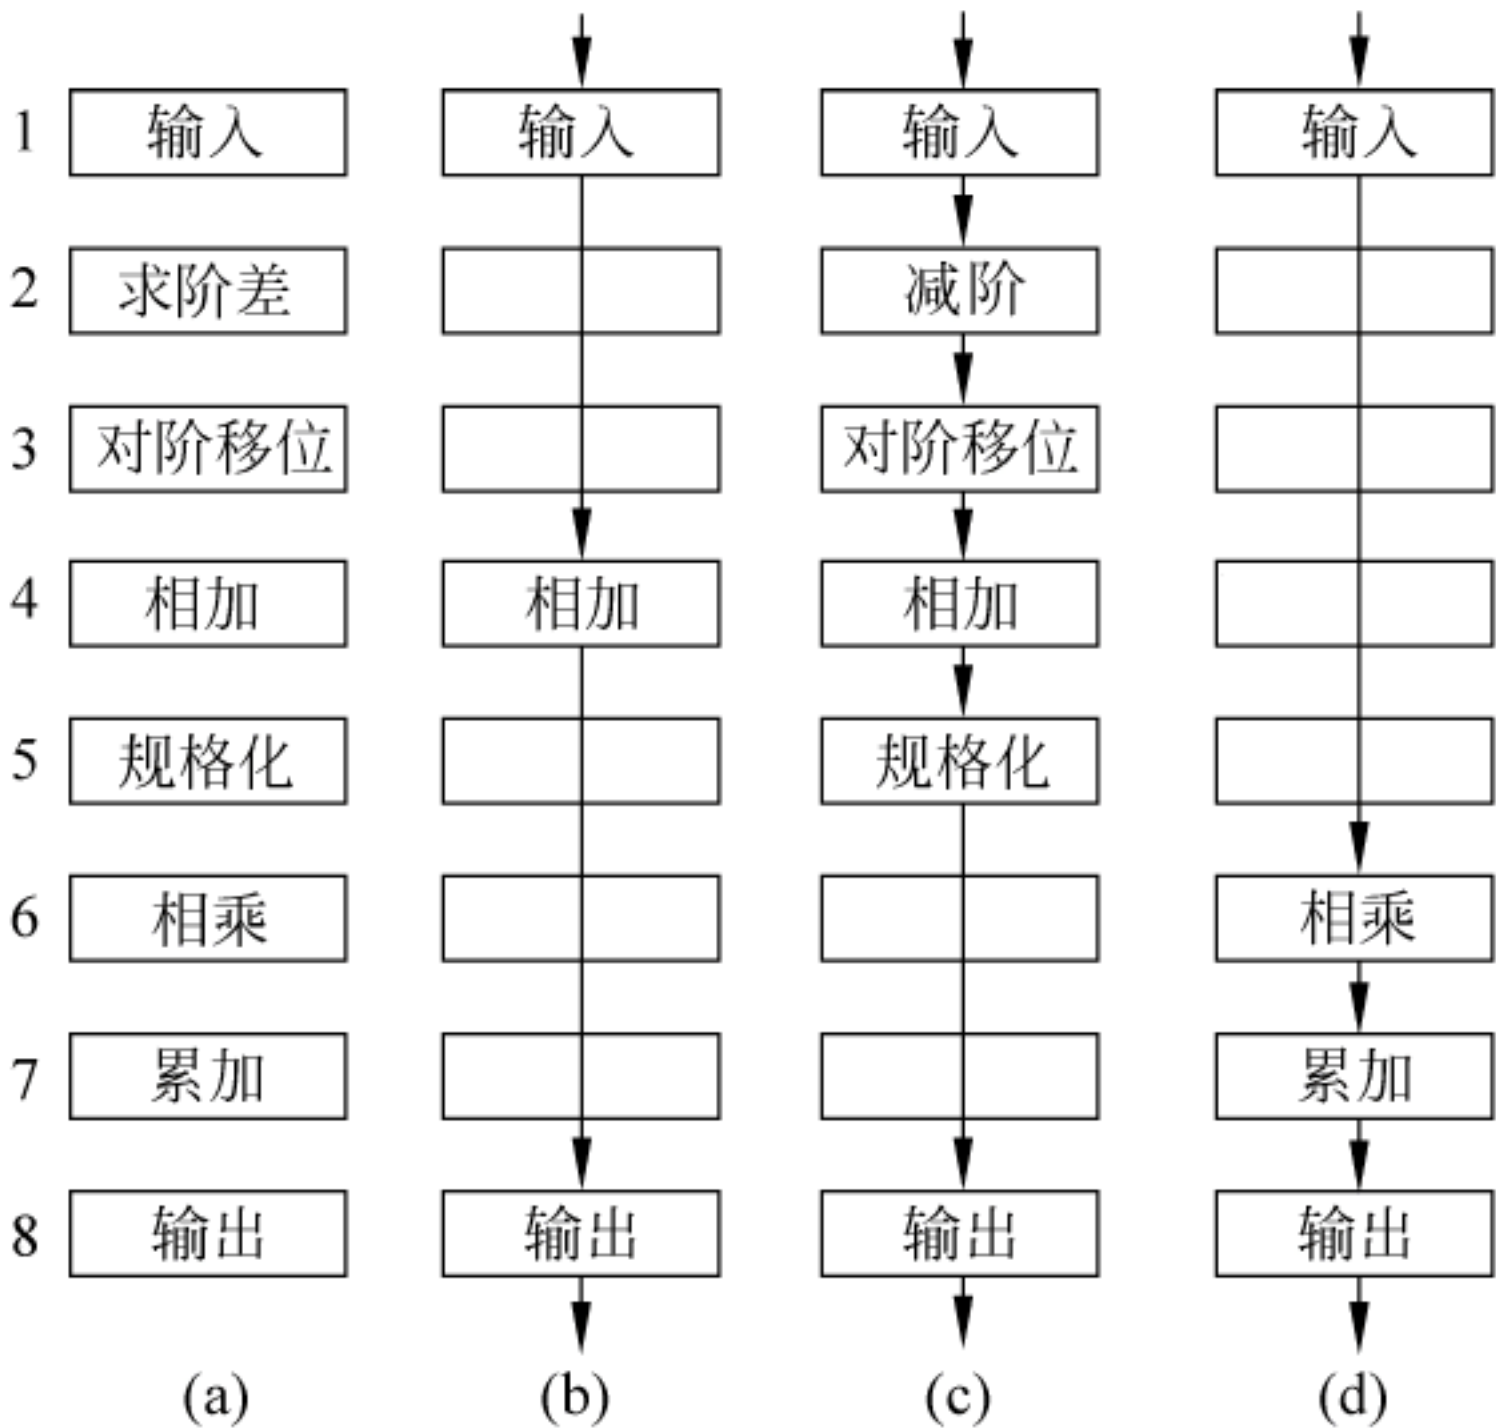 1 输入 输入 输入 输入
2 求阶差 减阶
3 对阶移位 对阶移位
4 相加 相加 相加
5 规格化 规格化
6 相乘 相乘
7 累加 累加
8 输出 输出 输出 输出
(a) (b) (c) (d)